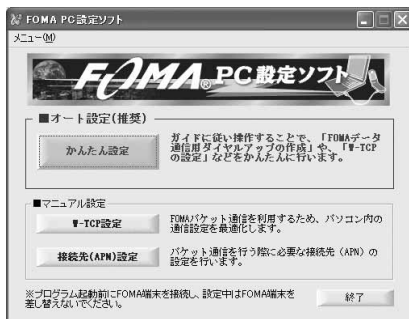 FOMA PC設定ソフト
メニュー(M)
FOMA® PC設定ソフト
■オート設定(推奨)
かんたん設定
ガイドに従い操作することで、「FOMAデータ
通信用ダイヤルアップの作成」や、「W-TCP
の設定」などをかんたんに行います。
■マニュアル設定
W-TCP設定
FOMAパケット通信を利用するため、パソコン内の
通信設定を最適化します。
接続先(APN)設定
パケット通信を行う際に必要な接続先(APN)の
設定を行います。
※プログラム起動前にFOMA端末を接続し、設定中はFOMA端末を
差し替えないでください。
終了